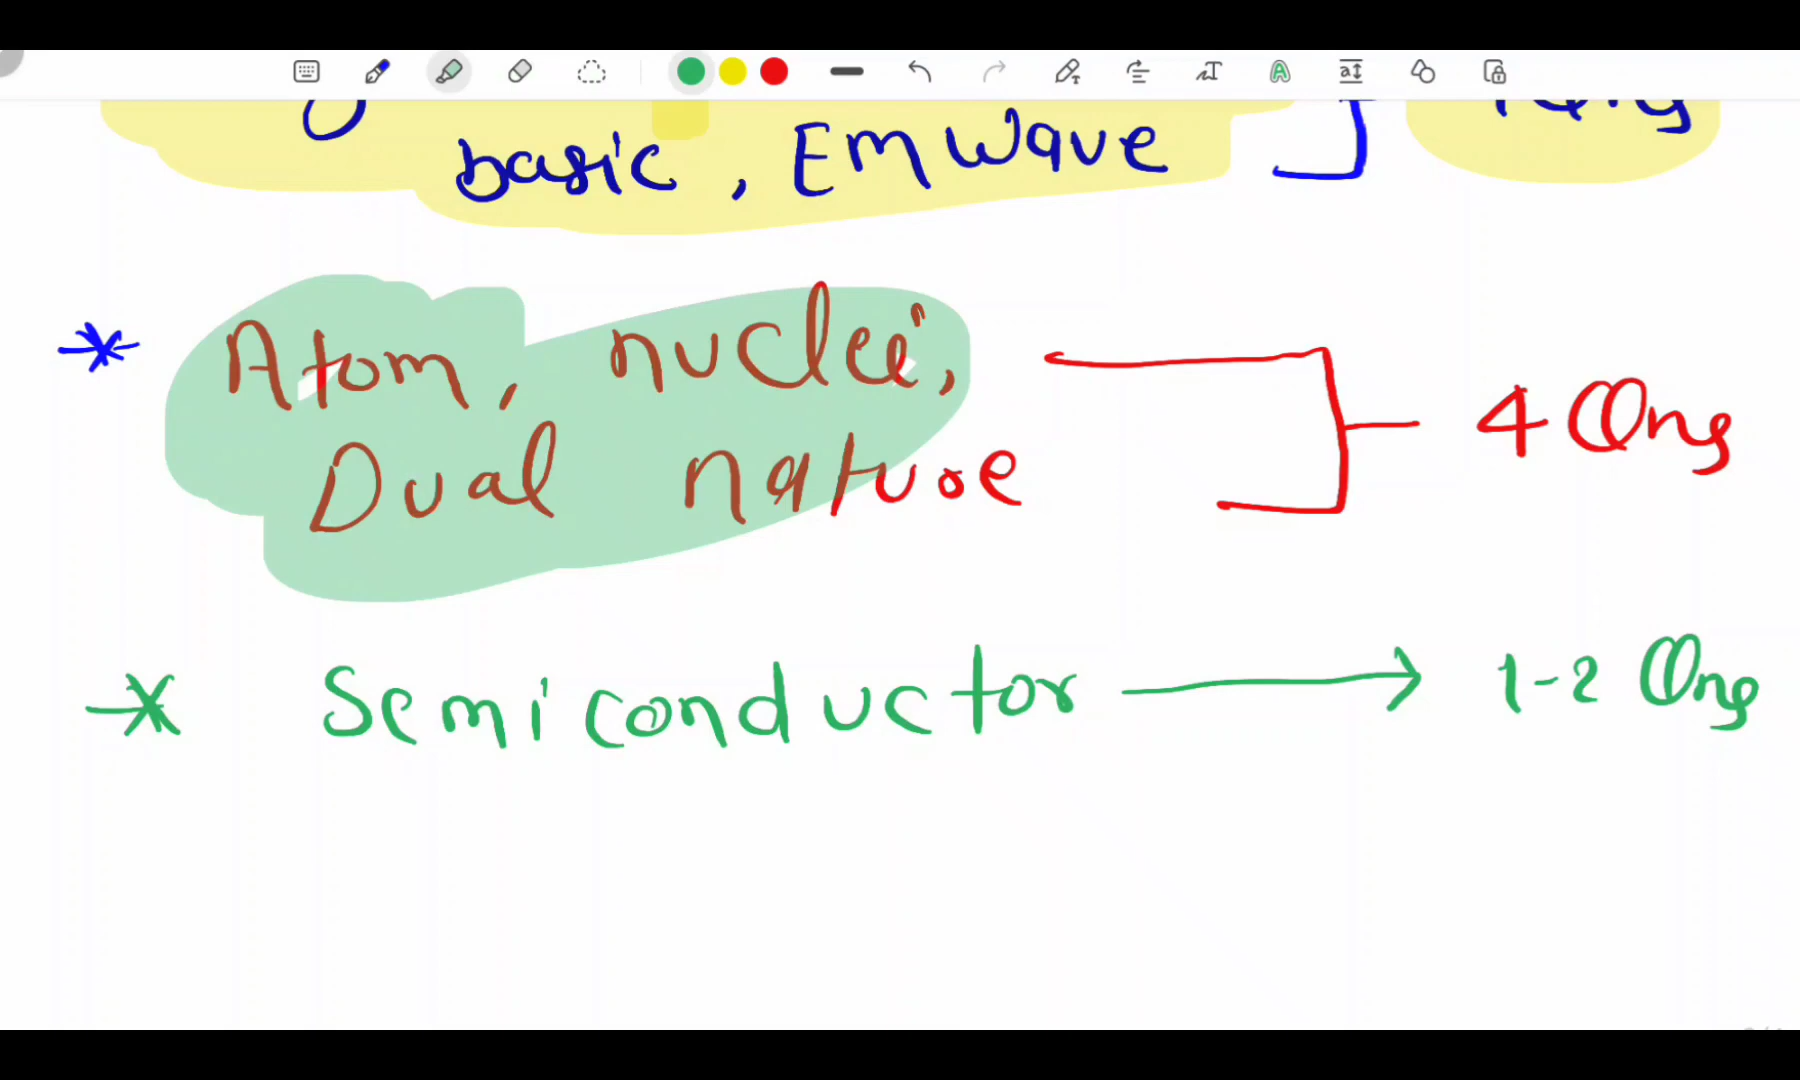 basic, Em Wave
* Atom, nuclei, 4 Qns
Dual nature
* Semiconductor → 1-2 Qns